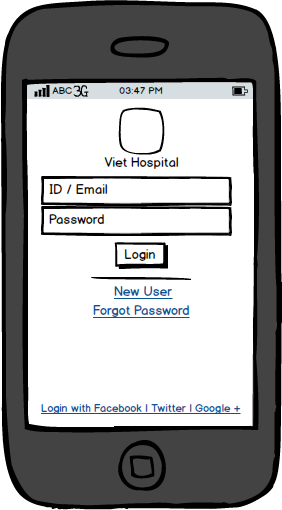 ABC 3G 03:47 PM
Viet Hospital
ID / Email
Password
Login
New User
Forgot Password
Login with Facebook | Twitter | Google +